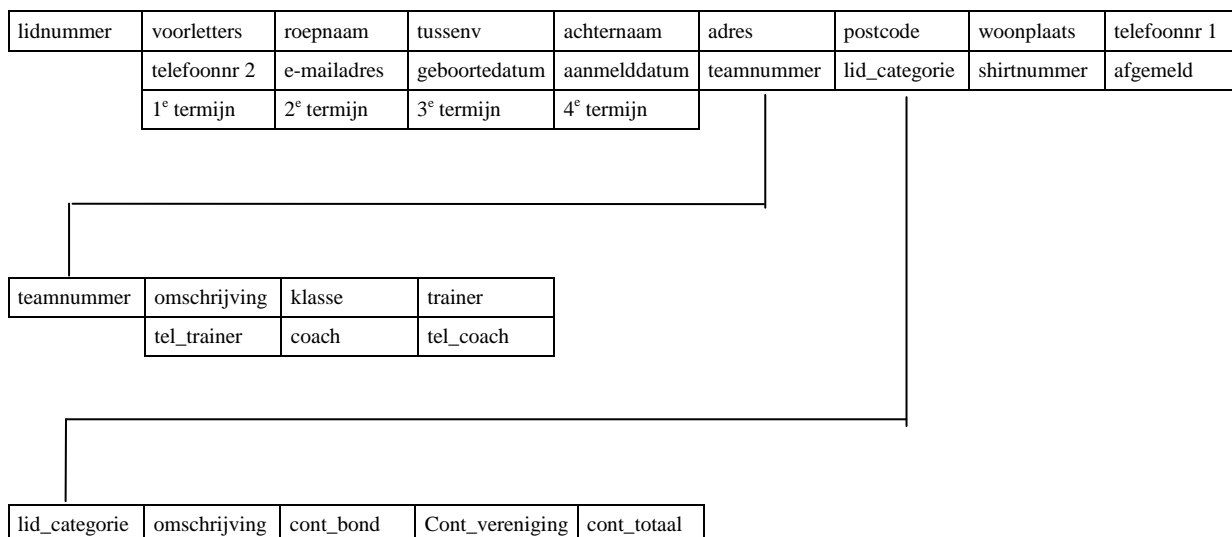 lidnummer voorletters roepnaam tussenv achternaam adres postcode woonplaats telefoonnr 1
telefoonnr 2 e-mailadres geboortedatum aanmelddatum teamnummer lid_categorie shirtnummer afgemeld
1e termijn 2e termijn 3e termijn 4e termijn
teamnummer omschrijving klasse trainer
tel_trainer coach tel_coach
lid_categorie omschrijving cont_bond Cont_vereniging cont_totaal